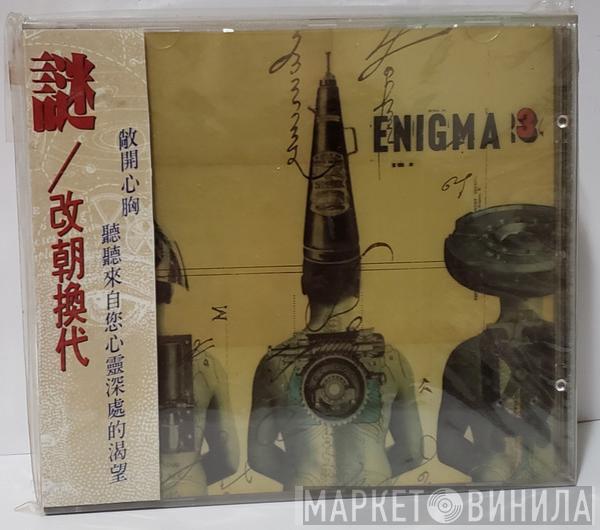 謎
／改朝換代
敞開心胸
聽聽來自您心靈深處的渴望
ENIGMA 3
МАРКЕТ ВИНИЛА